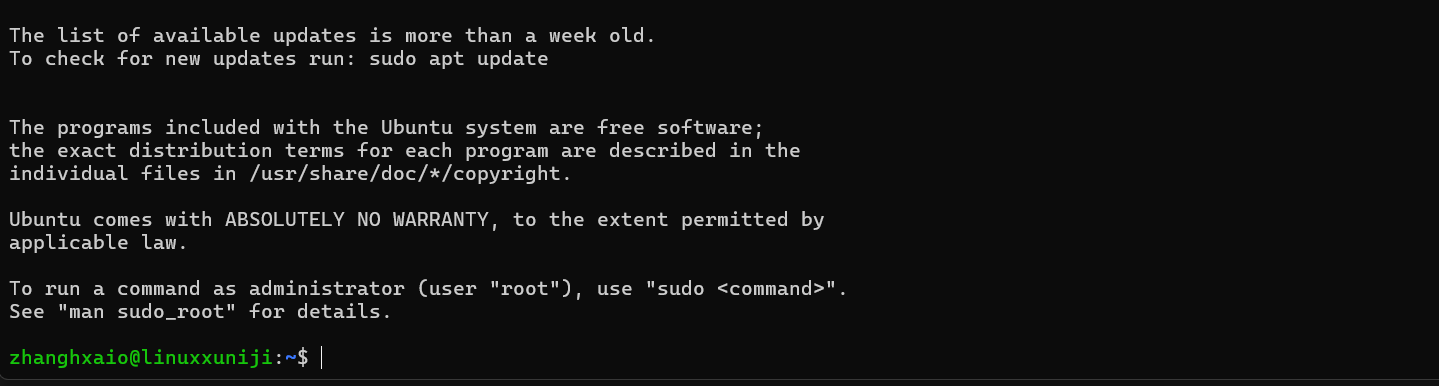 The list of available updates is more than a week old.
To check for new updates run: sudo apt update
The programs included with the Ubuntu system are free software;
the exact distribution terms for each program are described in the
individual files in /usr/share/doc/*/copyright.
Ubuntu comes with ABSOLUTELY NO WARRANTY, to the extent permitted by
applicable law.
To run a command as administrator (user "root"), use "sudo <command>".
See "man sudo_root" for details.
zhanghxaio@linuxxuniji:~$